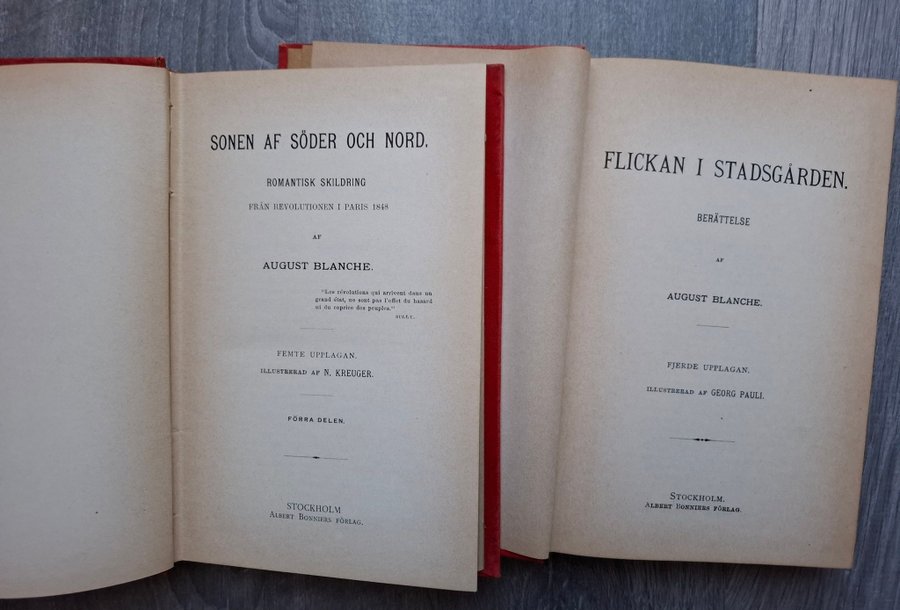 SONEN AF SÖDER OCH NORD.
ROMANTISK SKILDRING
FRÅN REVOLUTIONEN I PARIS 1848
AF
AUGUST BLANCHE.
"Les révolutions qui arrivent dans un
grand état, ne sont pas l'effet du hasard
ni du caprice des peuples."
SULLY.
FEMTE UPPLAGAN.
ILLUSTRERAD AF N. KREUGER.
FÖRRA DELEN.
STOCKHOLM
ALBERT BONNIERS FÖRLAG.
FLICKAN I STADSGÅRDEN.
BERÄTTELSE
AF
AUGUST BLANCHE.
FJERDE UPPLAGAN.
ILLUSTRERAD AF GEORG PAULI.
STOCKHOLM.
ALBERT BONNIERS FÖRLAG.